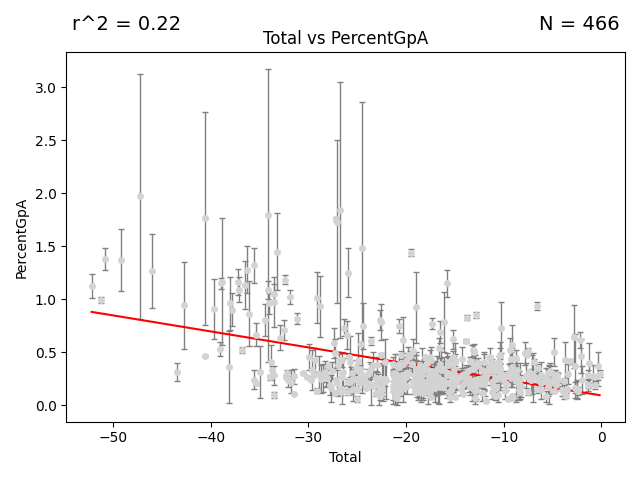 r^2 = 0.22
N = 466
Total vs PercentGpA
3.0
2.5
2.0
1.5
1.0
0.5
0.0
PercentGpA
−50
−40
−30
−20
−10
0
Total